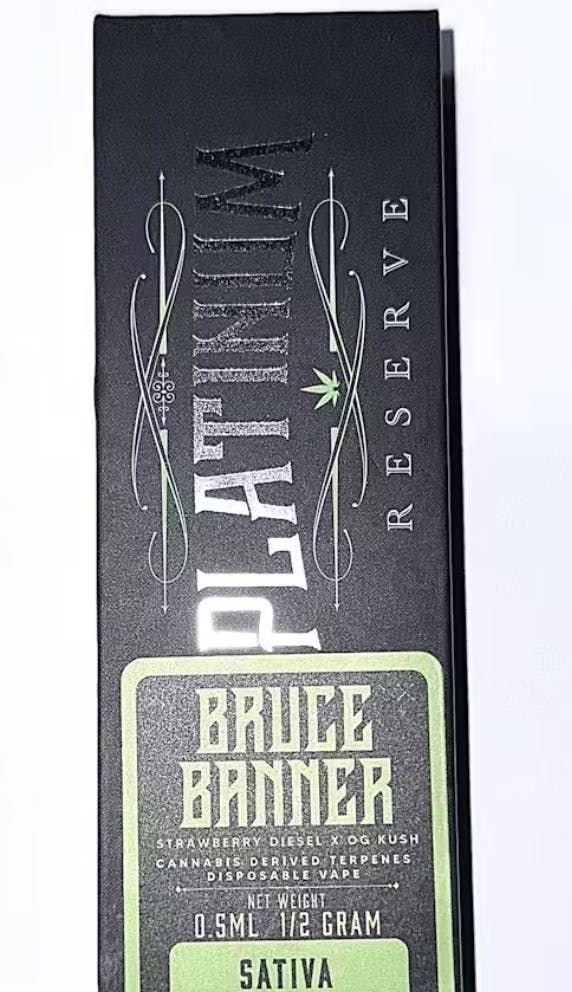 PLATINUM
RESERVE
BRUCE
BANNER
STRAWBERRY DIESEL X OG KUSH
CANNABIS DERIVED TERPENES
DISPOSABLE VAPE
NET WEIGHT
0.5ML 1/2 GRAM
SATIVA